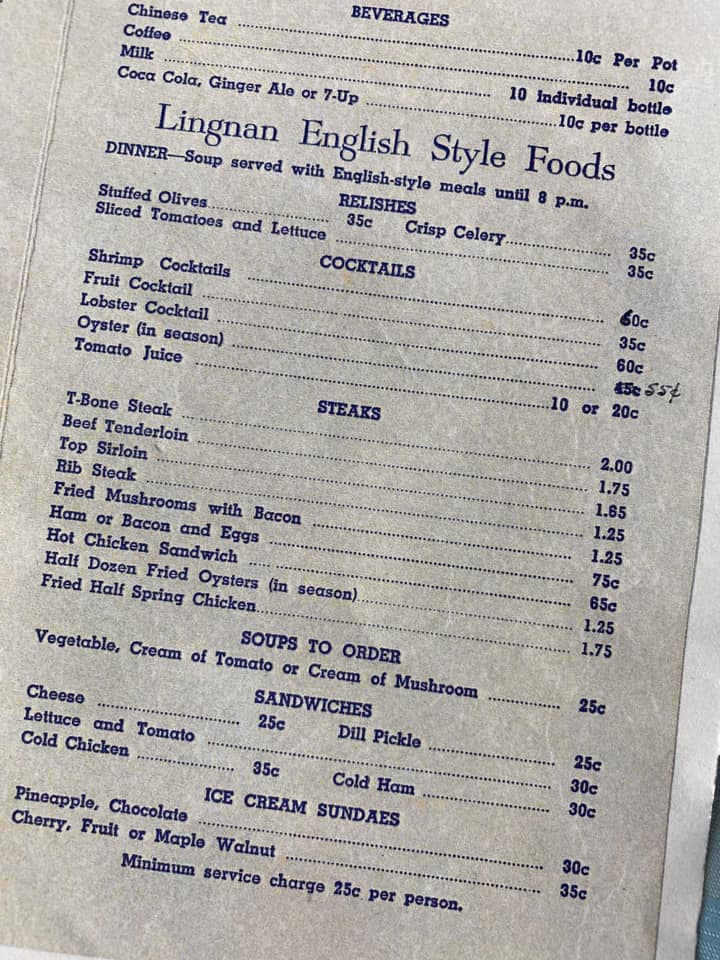 BEVERAGES
Chinese Tea ........ 10c Per Pot
Coffee ........ 10c
Milk ........ 10 individual bottle
Coca Cola, Ginger Ale or 7-Up ........ 10c per bottle
Lingnan English Style Foods
DINNER—Soup served with English-style meals until 8 p.m.
RELISHES
Stuffed Olives ........ 35c Crisp Celery ........ 35c
Sliced Tomatoes and Lettuce ........ 35c
COCKTAILS
Shrimp Cocktails ........ 60c
Fruit Cocktail ........ 35c
Lobster Cocktail ........ 60c
Oyster (in season) ........ 45c 55¢
Tomato Juice ........ 10 or 20c
STEAKS
T-Bone Steak ........ 2.00
Beef Tenderloin ........ 1.75
Top Sirloin ........ 1.65
Rib Steak ........ 1.25
Fried Mushrooms with Bacon ........ 1.25
Ham or Bacon and Eggs ........ 75c
Hot Chicken Sandwich ........ 65c
Half Dozen Fried Oysters (in season) ........ 1.25
Fried Half Spring Chicken ........ 1.75
SOUPS TO ORDER
Vegetable, Cream of Tomato or Cream of Mushroom ........ 25c
SANDWICHES
Cheese ........ 25c Dill Pickle ........ 25c
Lettuce and Tomato ........ 30c
Cold Chicken ........ 35c Cold Ham ........ 30c
ICE CREAM SUNDAES
Pineapple, Chocolate ........ 30c
Cherry, Fruit or Maple Walnut ........ 35c
Minimum service charge 25c per person.